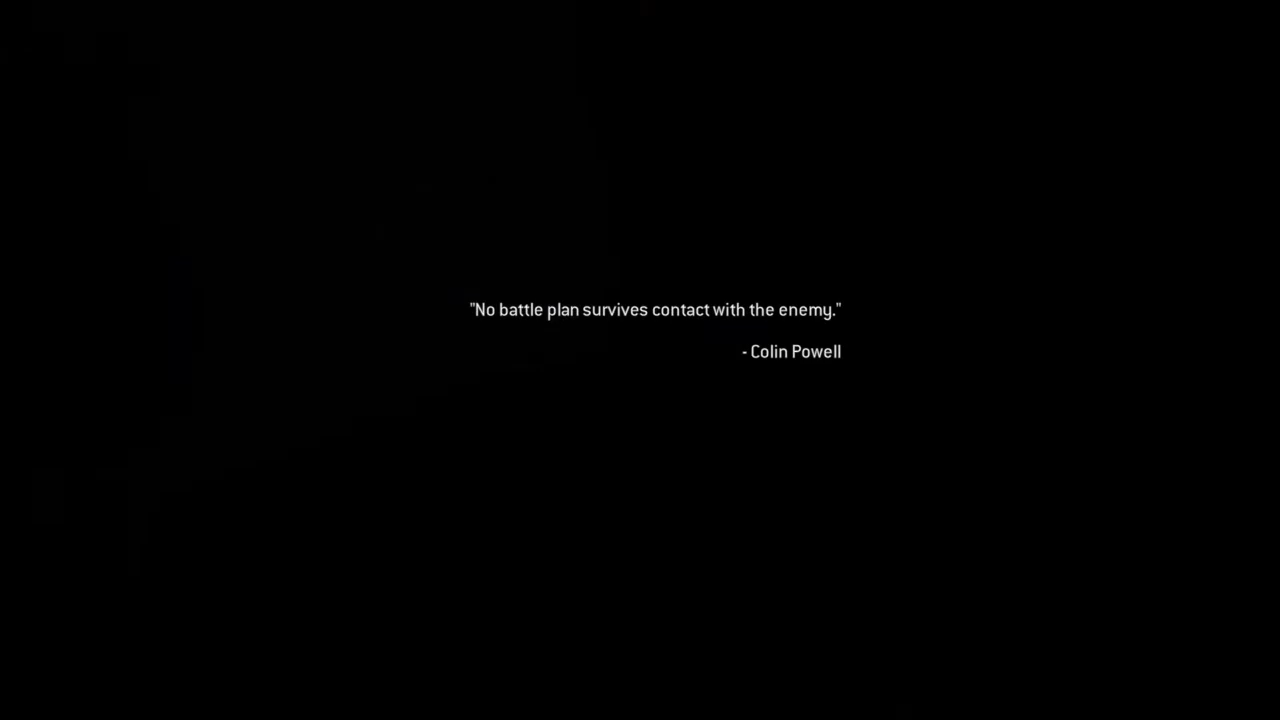 "No battle plan survives contact with the enemy."
- Colin Powell